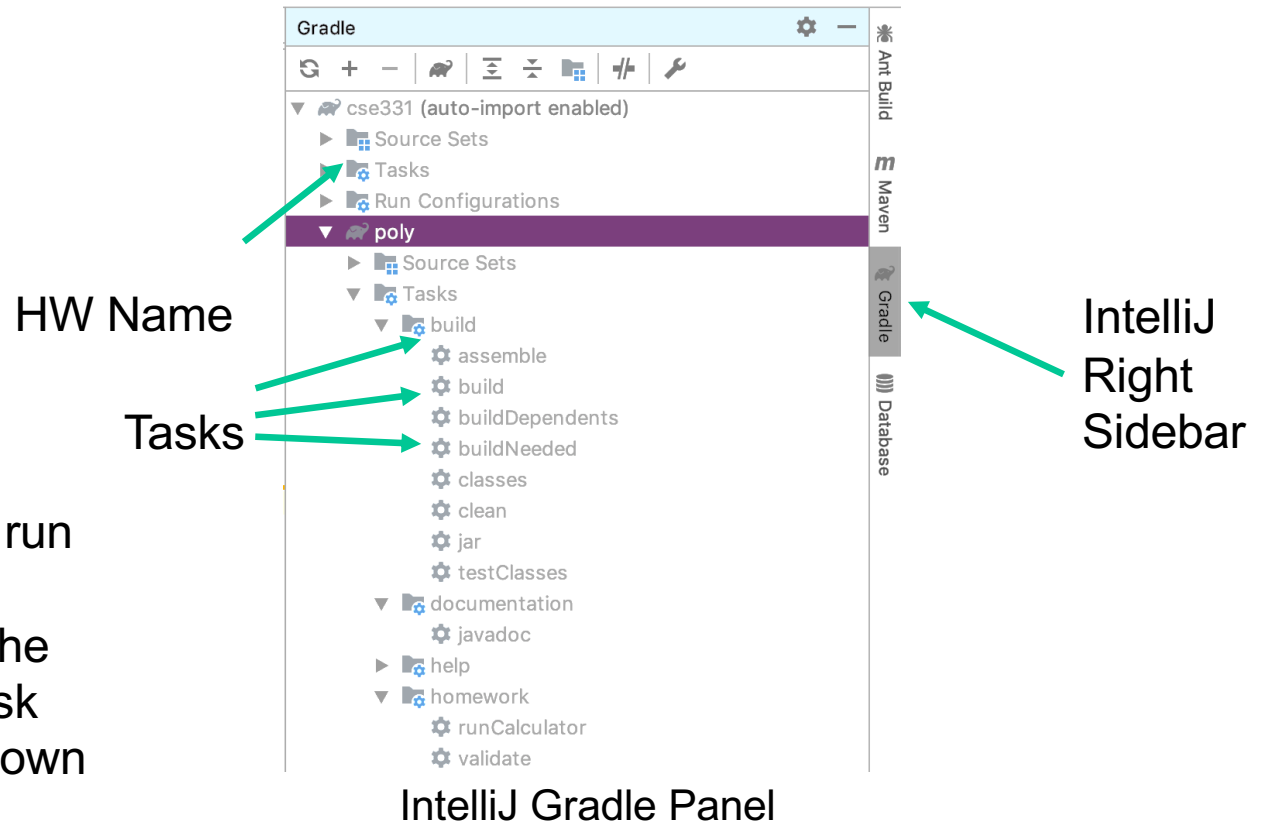 Gradle
cse331 (auto-import enabled)
Source Sets
Tasks
Run Configurations
poly
Source Sets
Tasks
build
assemble
build
buildDependents
buildNeeded
classes
clean
jar
testClasses
documentation
javadoc
help
homework
runCalculator
validate
Ant Build
m Maven
Gradle
Database
HW Name
Tasks
run
he
sk
own
IntelliJ
Right
Sidebar
IntelliJ Gradle Panel